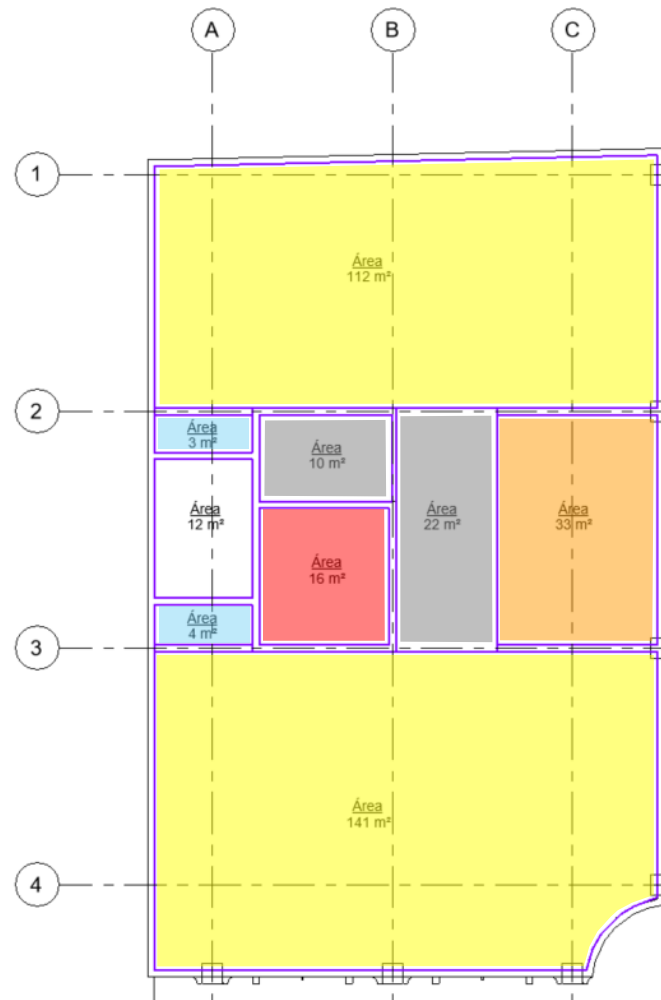 A
B
C
1
Área
112 m²
2
Área
3 m²
Área
10 m²
Área
12 m²
Área
22 m²
Área
33 m²
Área
16 m²
Área
4 m²
3
Área
141 m²
4